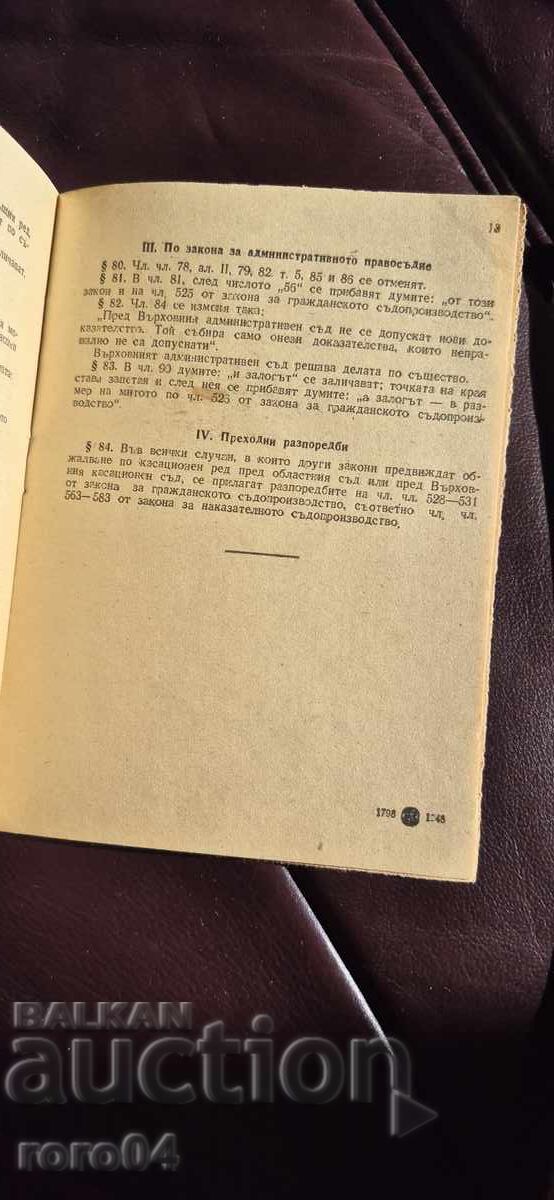 13
III. По закона за административното правосъдие
§ 80. Чл. чл. 78, ал. II, 79, 82 т. 5, 85 и 86 се отменят.
§ 81. В чл. 81, след числото „56“ се прибавят думите: „от този
закон и на чл. 525 от закона за гражданското съдопроизводство“.
§ 82. Чл. 84 се изменя така:
„Пред Върховния административен съд не се допускат нови до-
казателства. Той събира само онези доказателства, които непра-
вилно не са допуснати“.
Върховният административен съд решава делата по същество.
§ 83. В чл. 90 думите: „и залогът“ се заличават; точката на края
става запетая и след нея се прибавят думите: „а залогът — в раз-
мер на митото по чл. 525 от закона за гражданското съдопроиз-
водство“.
IV. Преходни разпоредби
§ 84. Във всички случаи, в които други закони предвиждат об-
жалване по касационен ред пред областния съд или пред Върхов-
ния касационен съд, се прилагат разпоредбите на чл. чл. 528—531
от закона за гражданското съдопроизводство, съответно чл. чл.
563—583 от закона за наказателното съдопроизводство.
1798 1948
BALKAN
auction
roro04